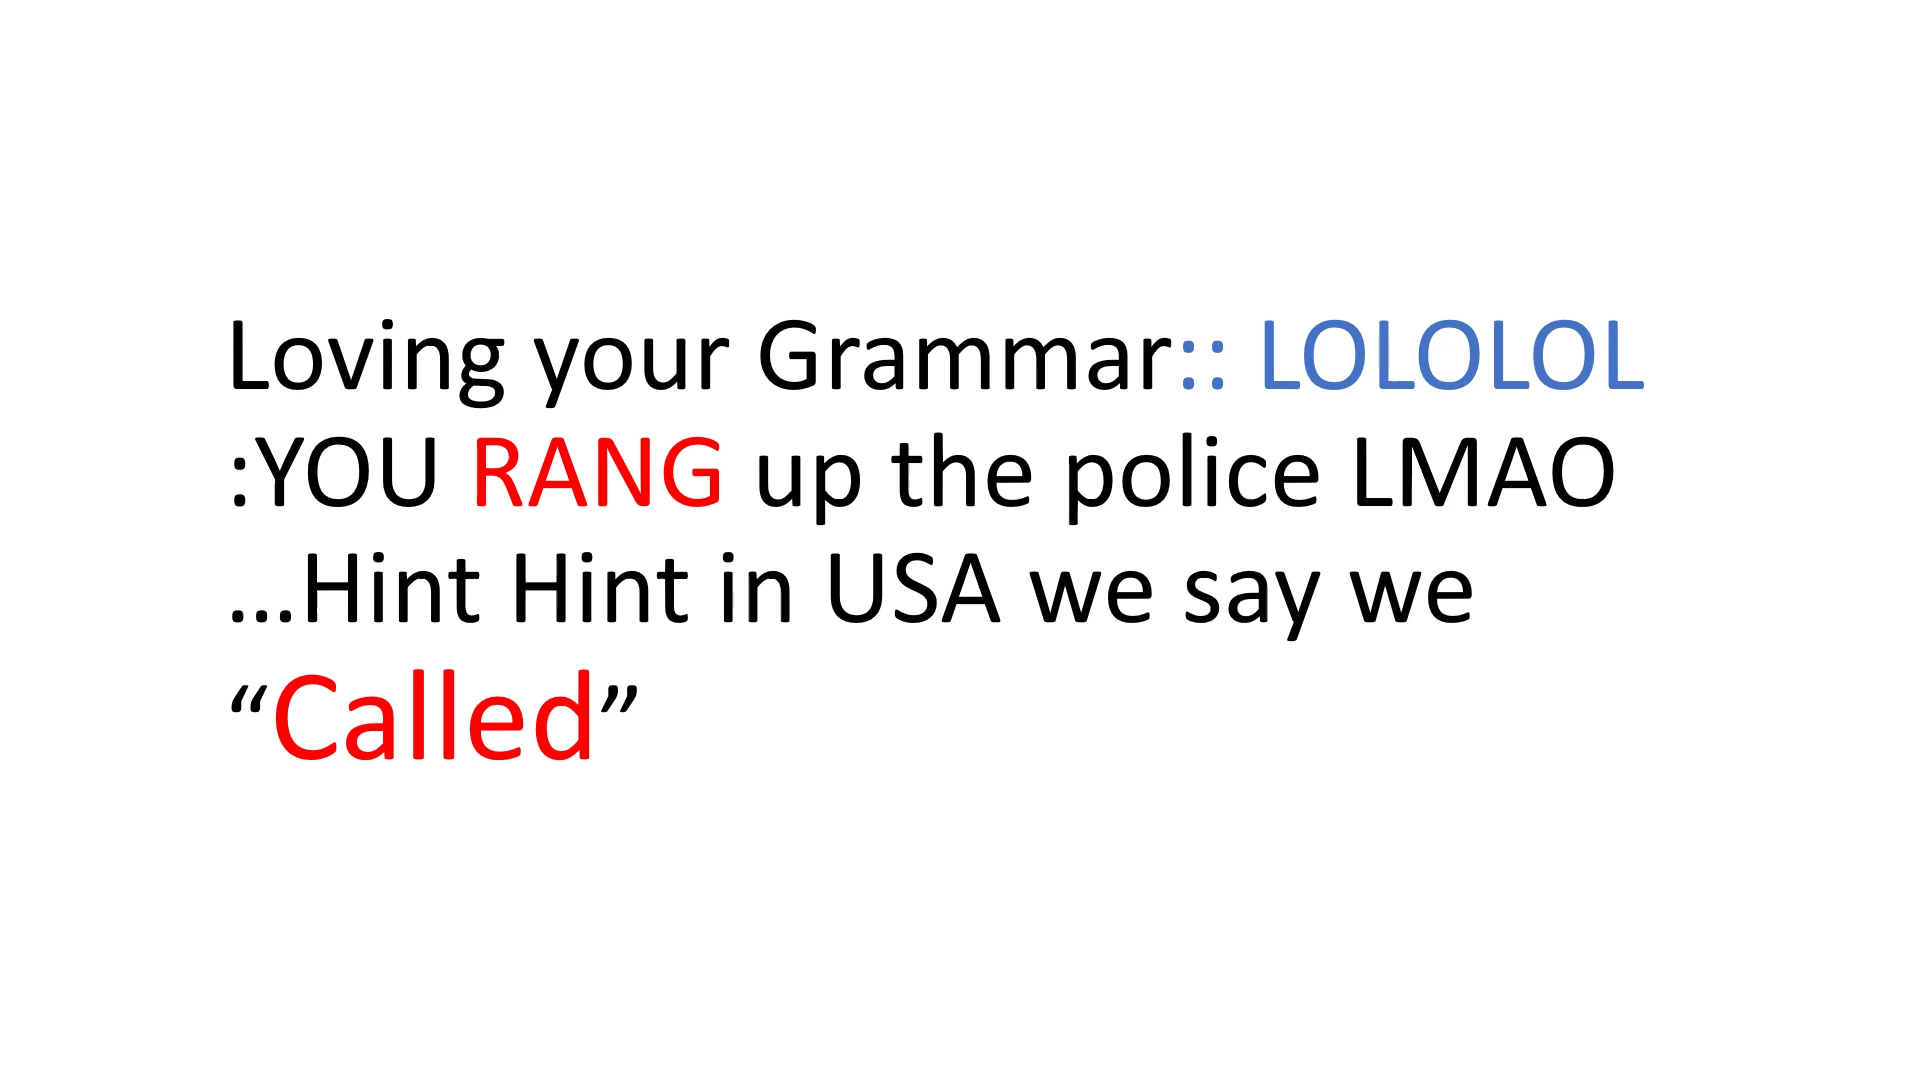 Loving your Grammar:: LOLOLOL
:YOU RANG up the police LMAO
…Hint Hint in USA we say we
“Called”